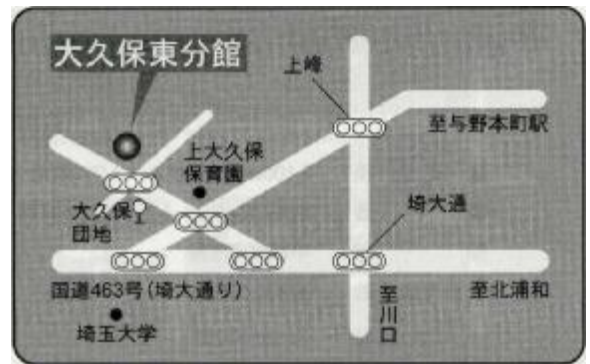 大久保東分館
上峰
至与野本町駅
上大久保
保育園
大久保
団地
埼大通
国道463号(埼大通り)
至川口
至北浦和
埼玉大学